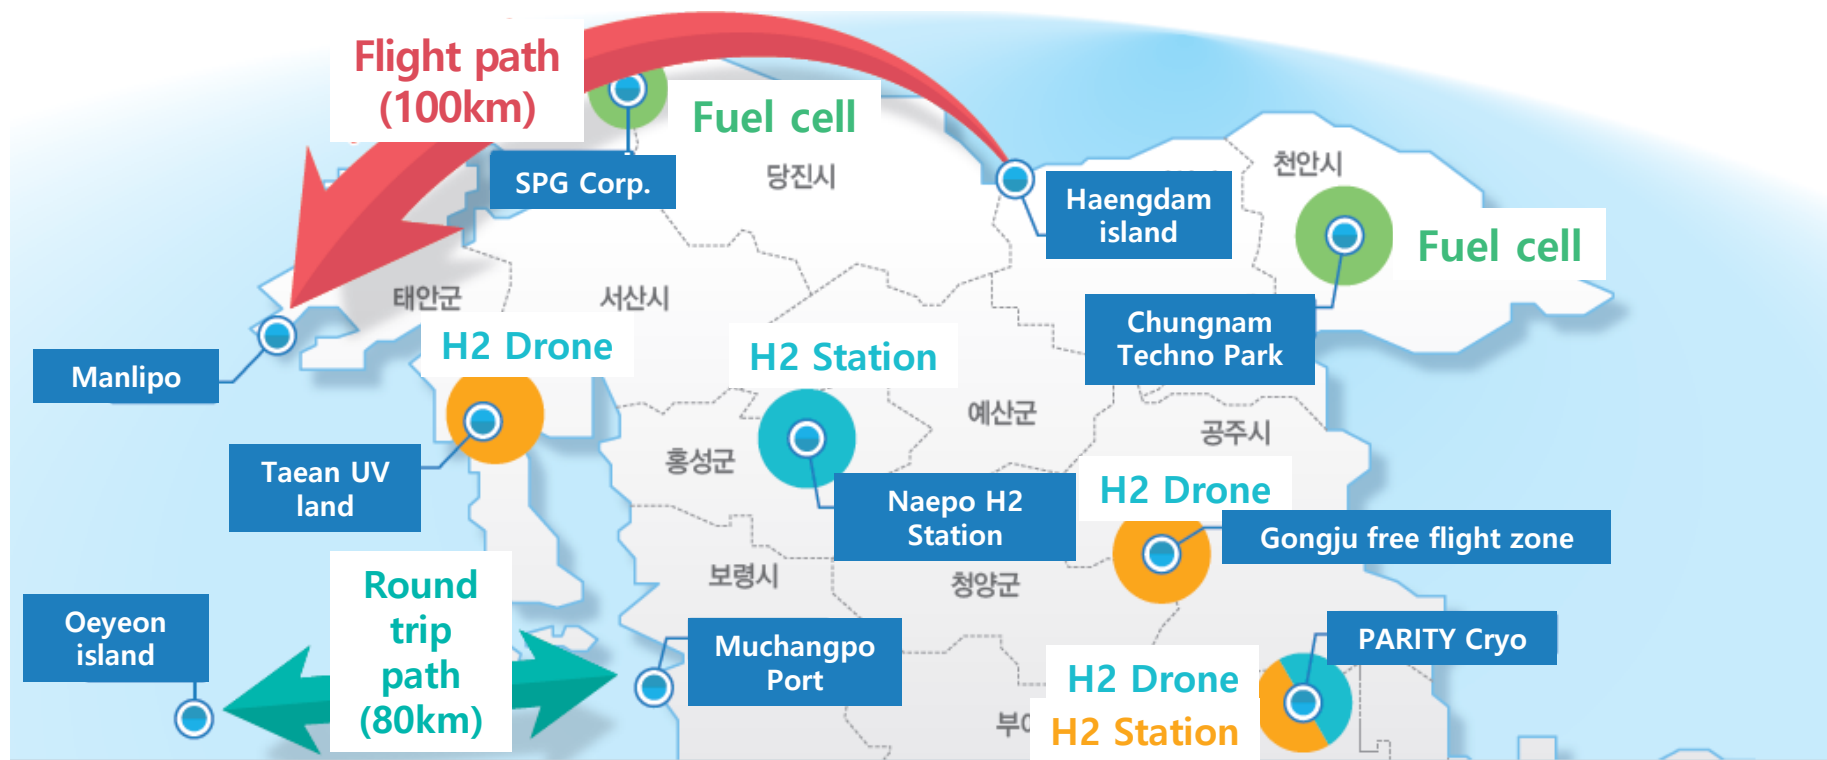 Flight path
(100km)
Fuel cell
SPG Corp.
당진시
천안시
Haengdam
island
Fuel cell
태안군
서산시
H2 Drone
H2 Station
Chungnam
Techno Park
Manlipo
예산군
공주시
홍성군
Taean UV
land
Naepo H2
Station
H2 Drone
Gongju free flight zone
보령시
청양군
Round
trip
path
(80km)
Oeyeon
island
Muchangpo
Port
PARITY Cryo
H2 Drone
H2 Station